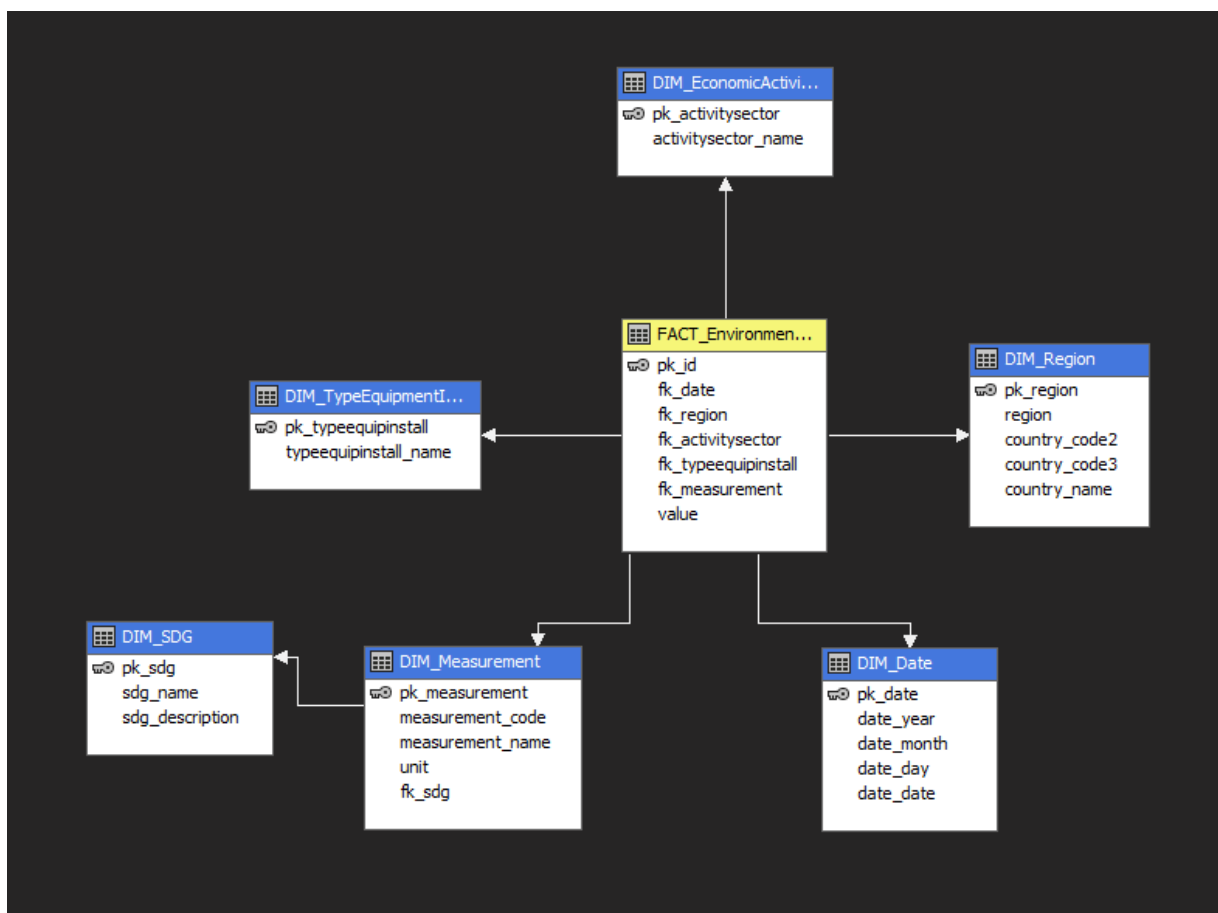 DIM_EconomicActivi...
pk_activitysector
activitysector_name
FACT_Environmen...
pk_id
fk_date
fk_region
fk_activitysector
fk_typeequipinstall
fk_measurement
value
DIM_Region
pk_region
region
country_code2
country_code3
country_name
DIM_TypeEquipmentI...
pk_typeequipinstall
typeequipinstall_name
DIM_SDG
pk_sdg
sdg_name
sdg_description
DIM_Measurement
pk_measurement
measurement_code
measurement_name
unit
fk_sdg
DIM_Date
pk_date
date_year
date_month
date_day
date_date